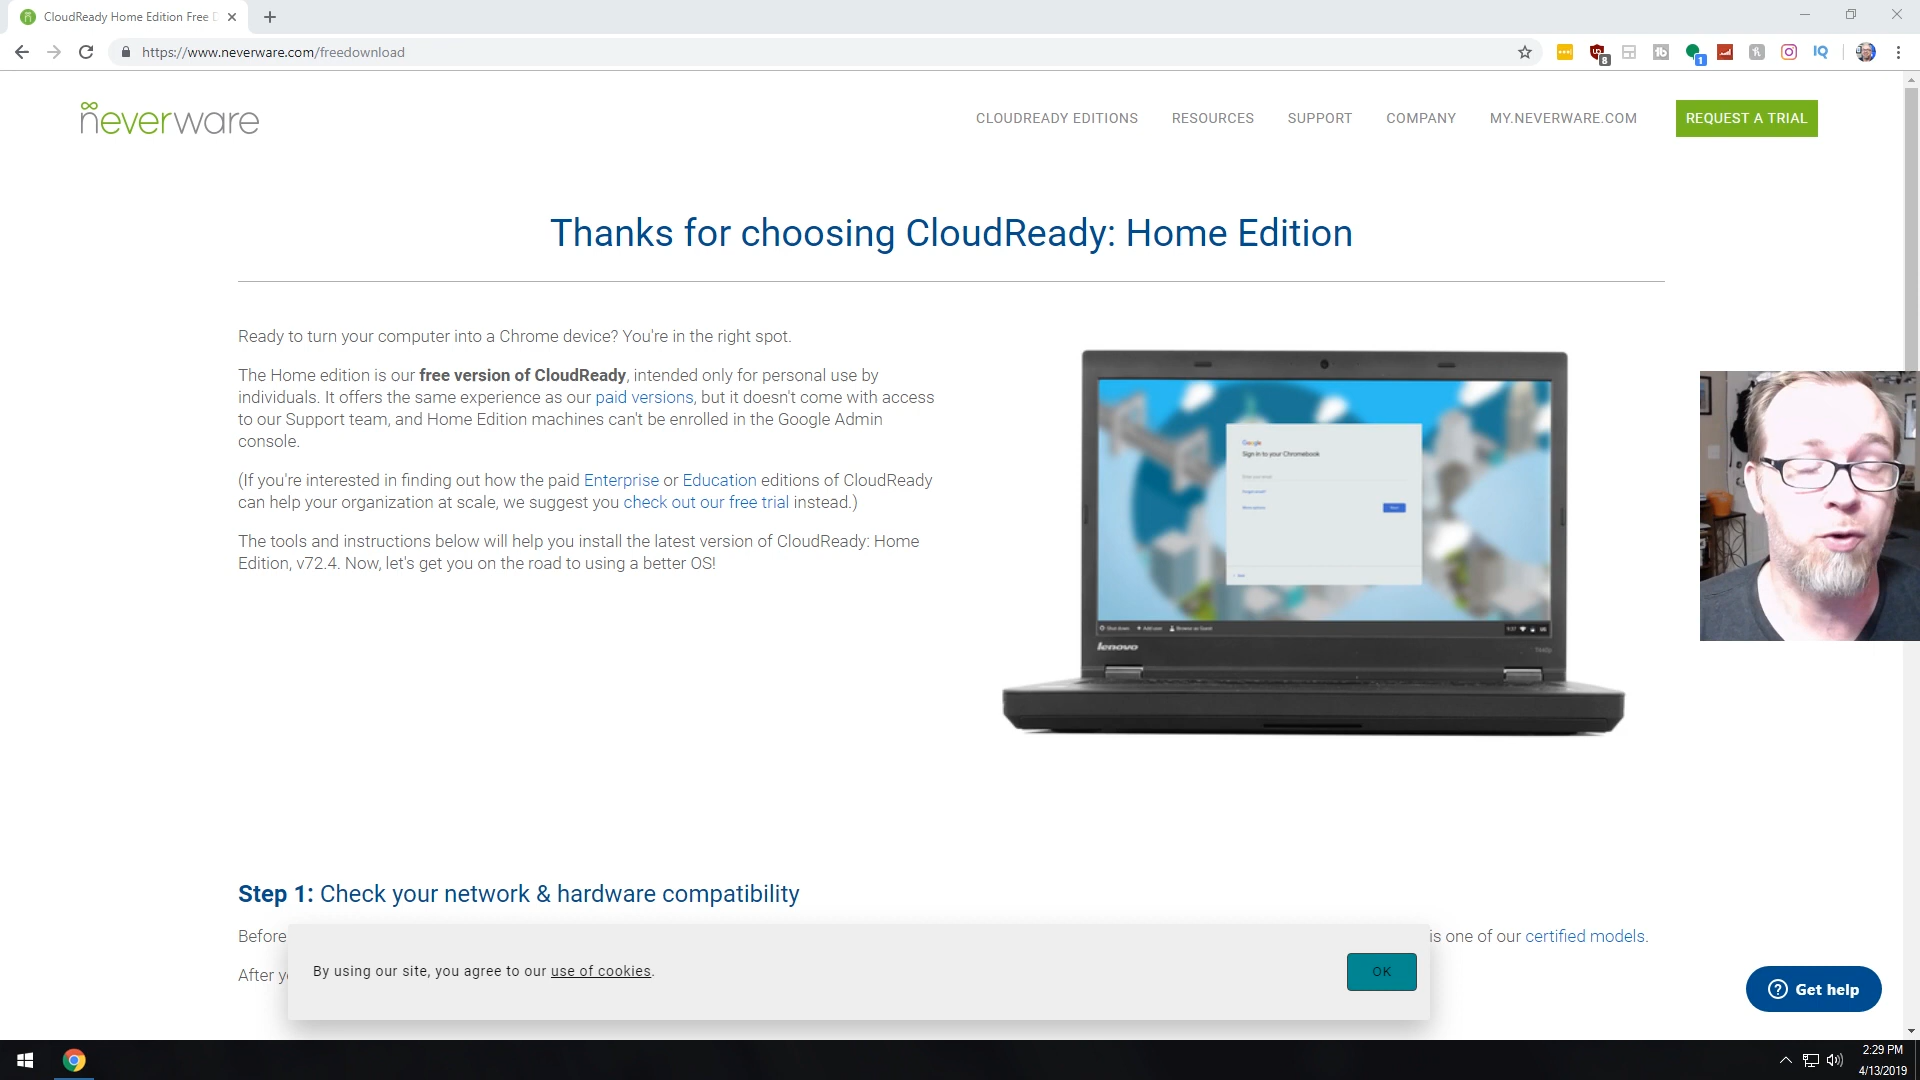 CloudReady Home Edition Free D
https://www.neverware.com/freedownload
8
1
neverware
CLOUDREADY EDITIONS
RESOURCES
SUPPORT
COMPANY
MY.NEVERWARE.COM
REQUEST A TRIAL
Thanks for choosing CloudReady: Home Edition
Ready to turn your computer into a Chrome device? You're in the right spot.
The Home edition is our free version of CloudReady, intended only for personal use by
individuals. It offers the same experience as our paid versions, but it doesn't come with access
to our Support team, and Home Edition machines can't be enrolled in the Google Admin
console.
(If you're interested in finding out how the paid Enterprise or Education editions of CloudReady
can help your organization at scale, we suggest you check out our free trial instead.)
The tools and instructions below will help you install the latest version of CloudReady: Home
Edition, v72.4. Now, let's get you on the road to using a better OS!
Google
Sign in to your Chromebook
lenovo
Step 1: Check your network & hardware compatibility
Before
is one of our certified models.
After
By using our site, you agree to our use of cookies.
OK
Get help
2:29 PM
4/13/2019